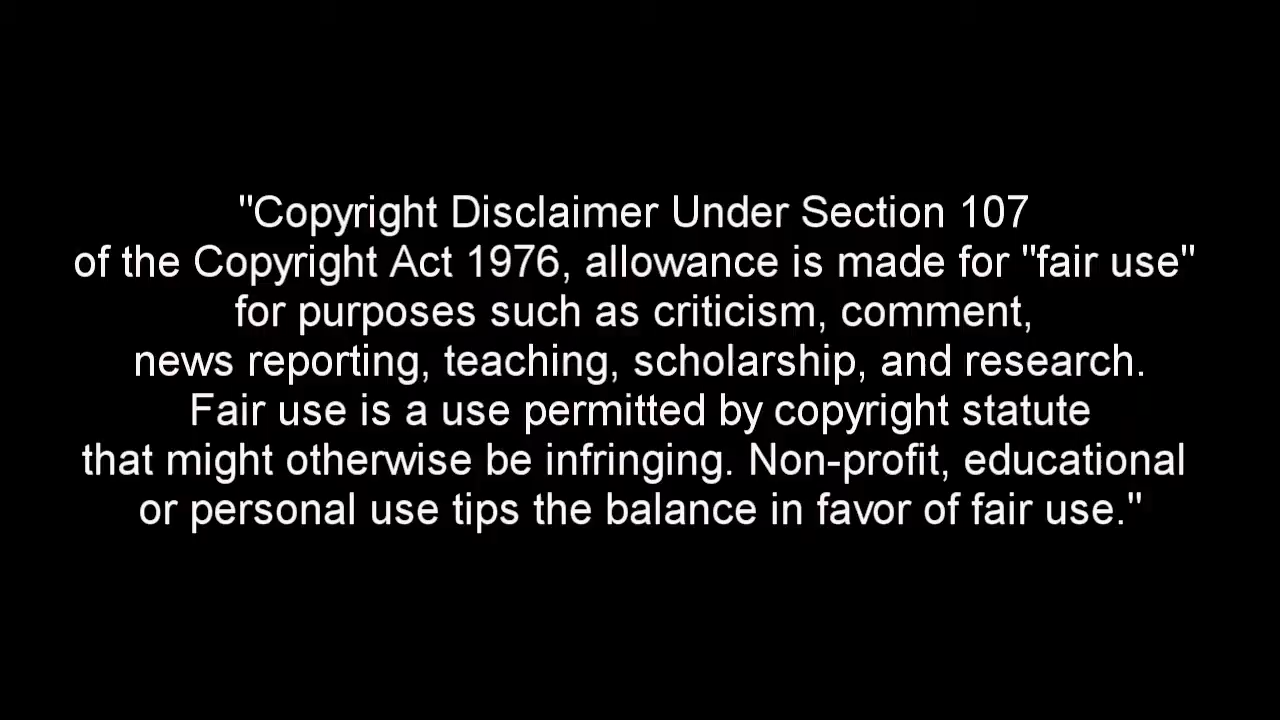 "Copyright Disclaimer Under Section 107
of the Copyright Act 1976, allowance is made for "fair use"
for purposes such as criticism, comment,
news reporting, teaching, scholarship, and research.
Fair use is a use permitted by copyright statute
that might otherwise be infringing. Non-profit, educational
or personal use tips the balance in favor of fair use."